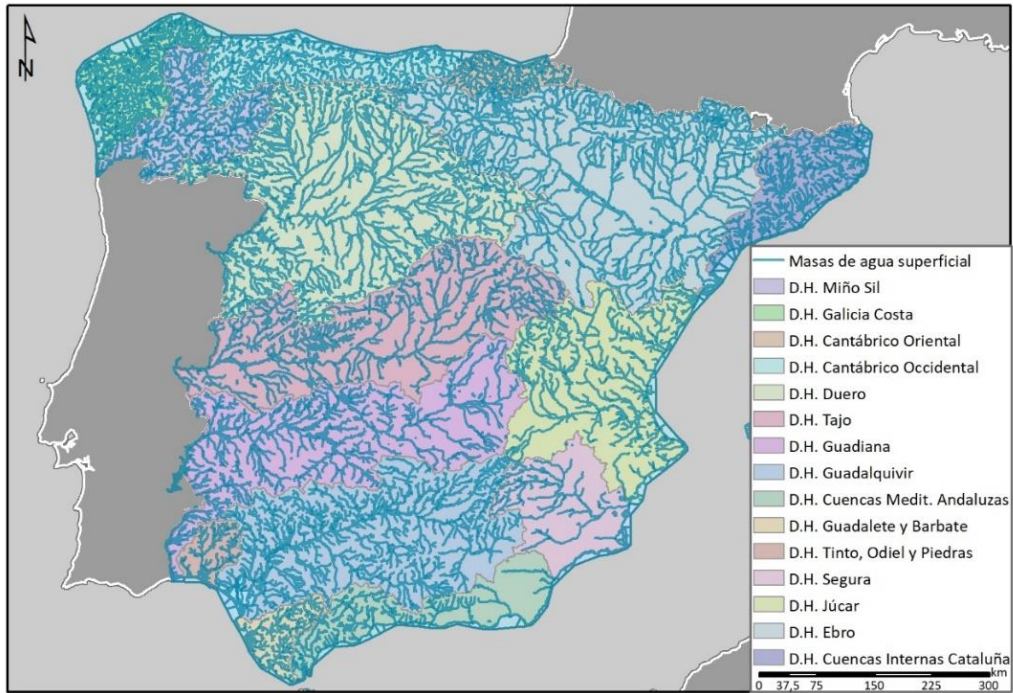 N
Masas de agua superficial
D.H. Miño Sil
D.H. Galicia Costa
D.H. Cantábrico Oriental
D.H. Cantábrico Occidental
D.H. Duero
D.H. Tajo
D.H. Guadiana
D.H. Guadalquivir
D.H. Cuencas Medit. Andaluzas
D.H. Guadalete y Barbate
D.H. Tinto, Odiel y Piedras
D.H. Segura
D.H. Júcar
D.H. Ebro
D.H. Cuencas Internas Cataluña
km
0 37,5 75 150 225 300